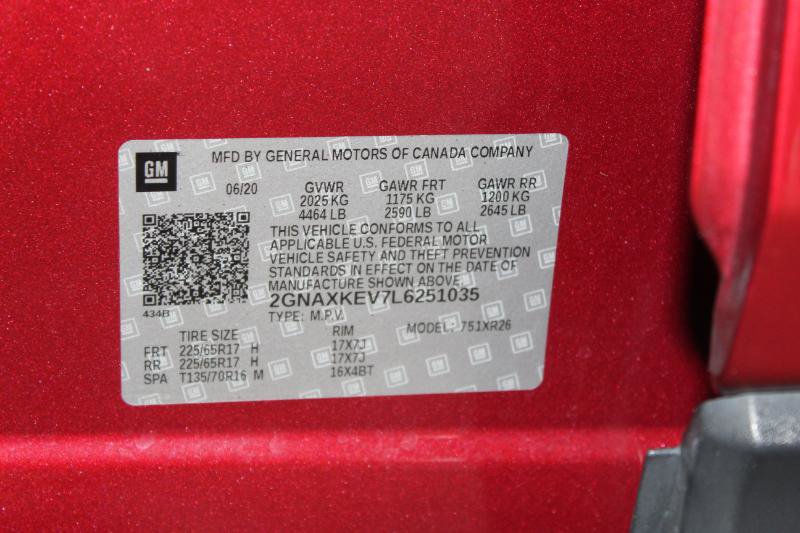 GM
MFD BY GENERAL MOTORS OF CANADA COMPANY
06/20 GVWR GAWR FRT GAWR RR
2025 KG 1175 KG 1200 KG
4464 LB 2590 LB 2645 LB
THIS VEHICLE CONFORMS TO ALL
APPLICABLE U.S. FEDERAL MOTOR
VEHICLE SAFETY AND THEFT PREVENTION
STANDARDS IN EFFECT ON THE DATE OF
MANUFACTURE SHOWN ABOVE.
2GNAXKEV7L6251035
434B
TYPE: M.P.V. MODEL: 751XR26
TIRE SIZE RIM
FRT 225/65R17 H 17X7J
RR 225/65R17 H 17X7J
SPA T135/70R16 M 16X4BT